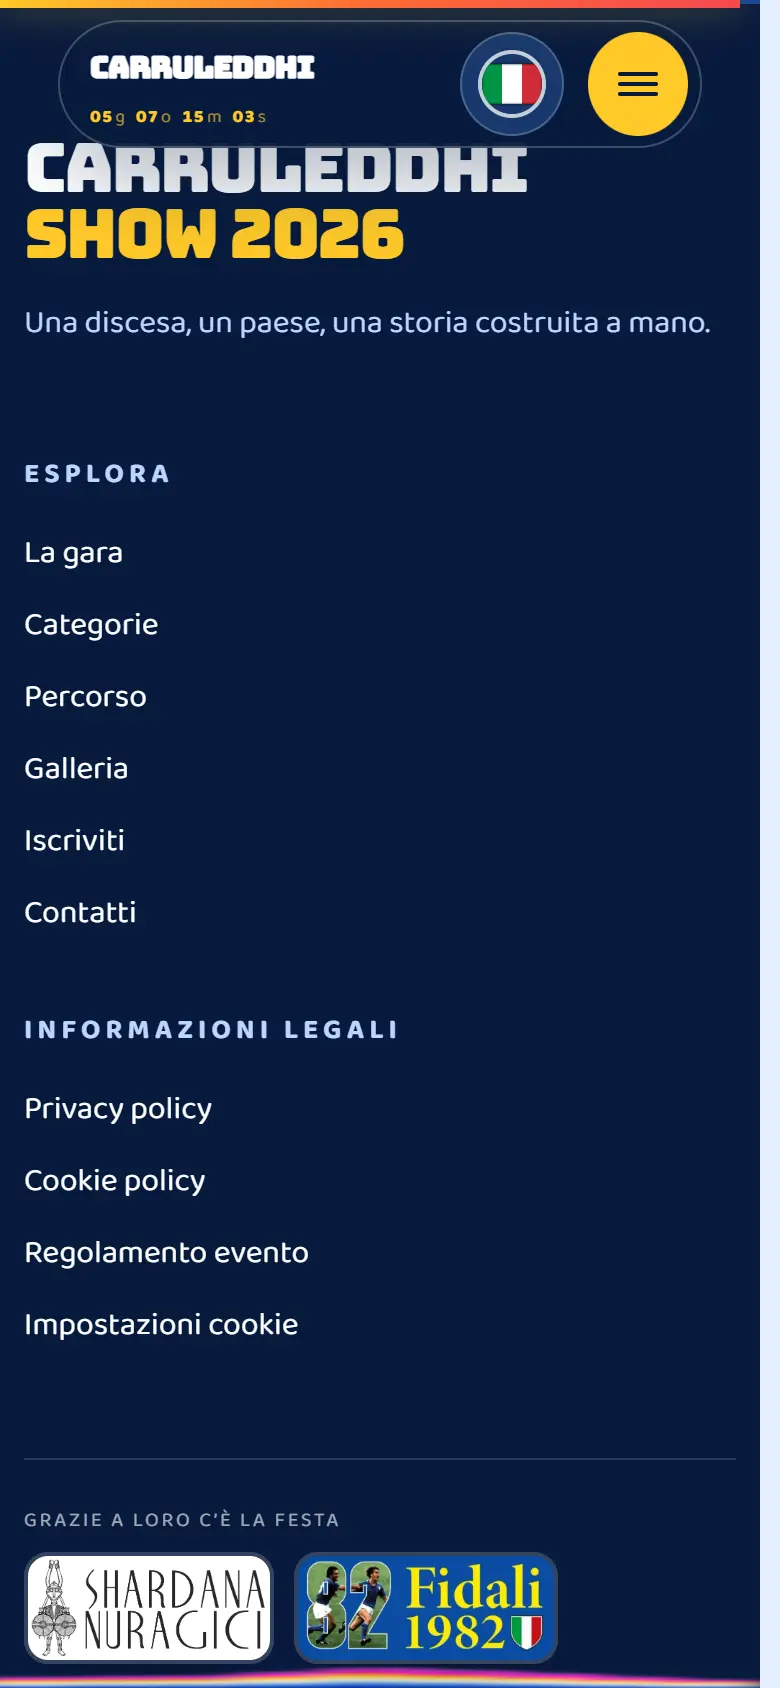 CARRULEDDHI
05g 07o 15m 03s
CARRULEDDHI
SHOW 2026
Una discesa, un paese, una storia costruita a mano.
ESPLORA
La gara
Categorie
Percorso
Galleria
Iscriviti
Contatti
INFORMAZIONI LEGALI
Privacy policy
Cookie policy
Regolamento evento
Impostazioni cookie
GRAZIE A LORO C'È LA FESTA
SHARDANA
NURAGICI
82 Fidali
1982